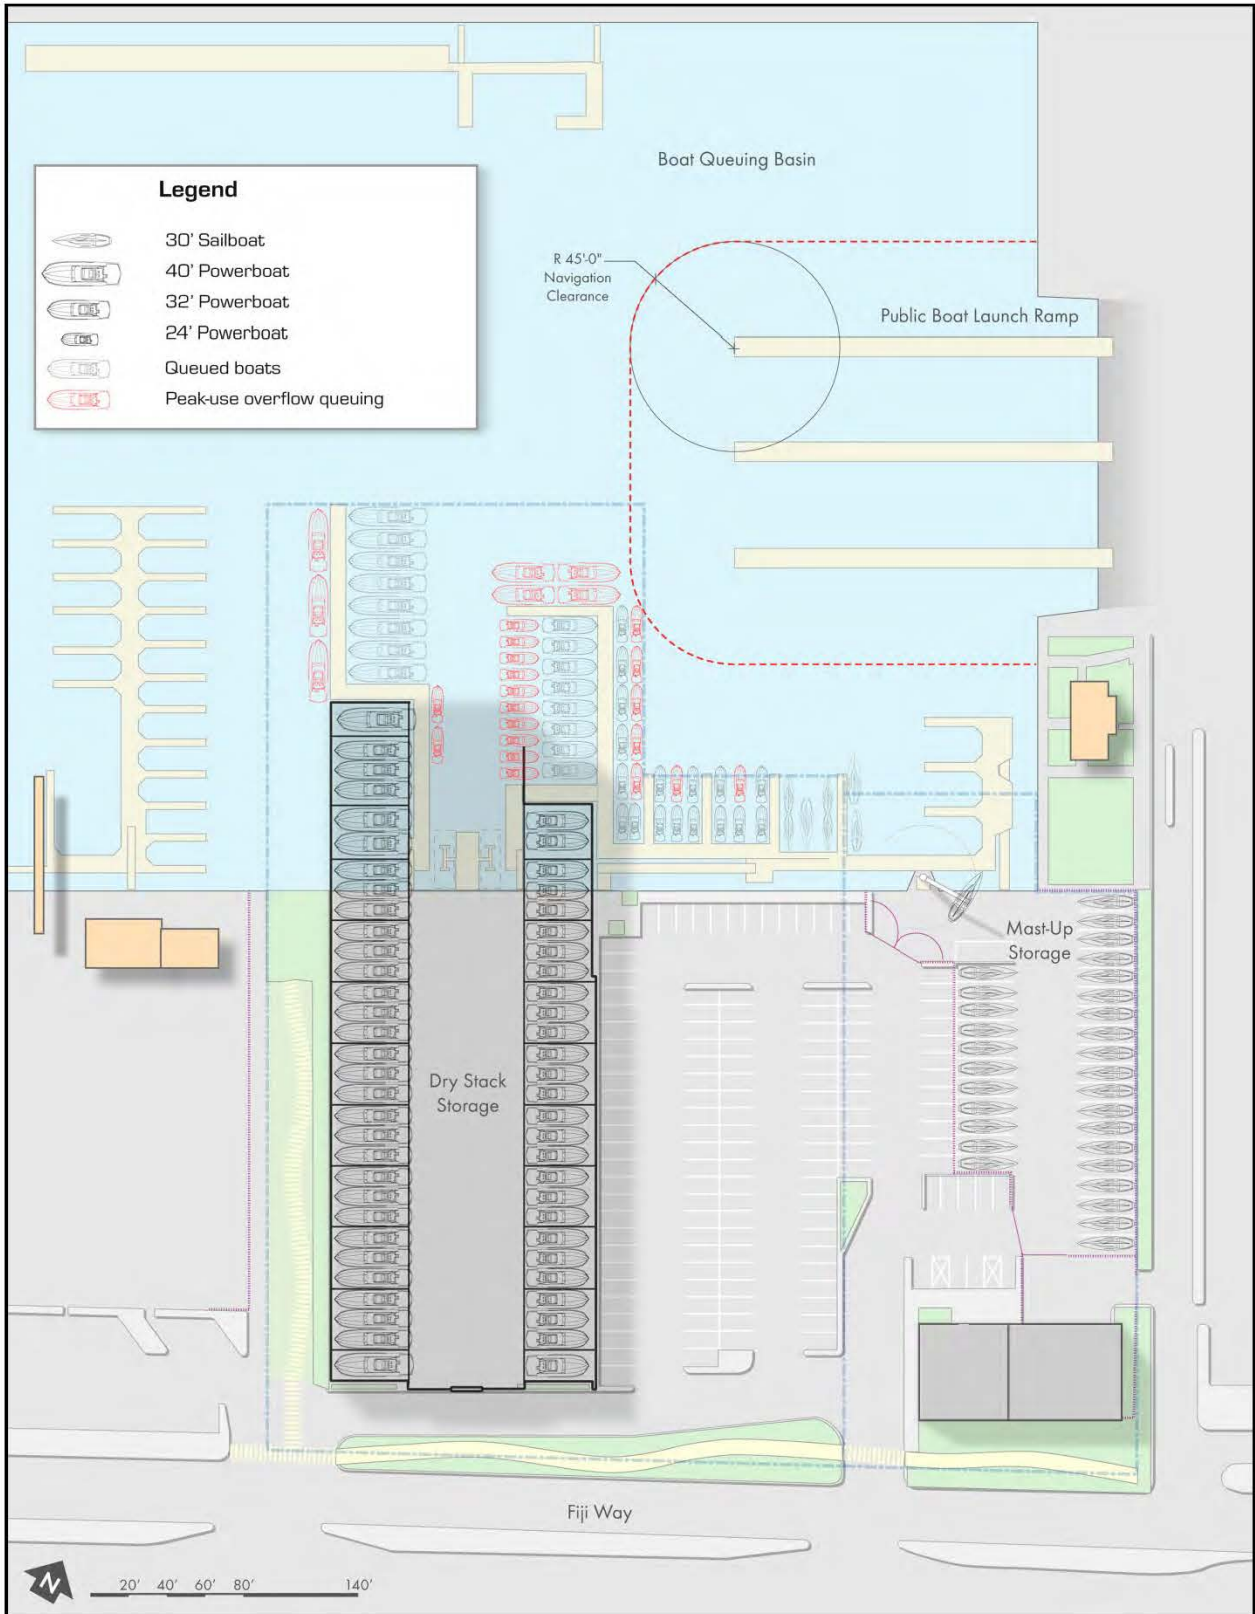 Boat Queuing Basin
Legend
30' Sailboat
40' Powerboat
32' Powerboat
24' Powerboat
Queued boats
Peak-use overflow queuing
R 45'-0"
Navigation
Clearance
Public Boat Launch Ramp
Mast-Up
Storage
Dry Stack
Storage
Fiji Way
N
20' 40' 60' 80' 140'